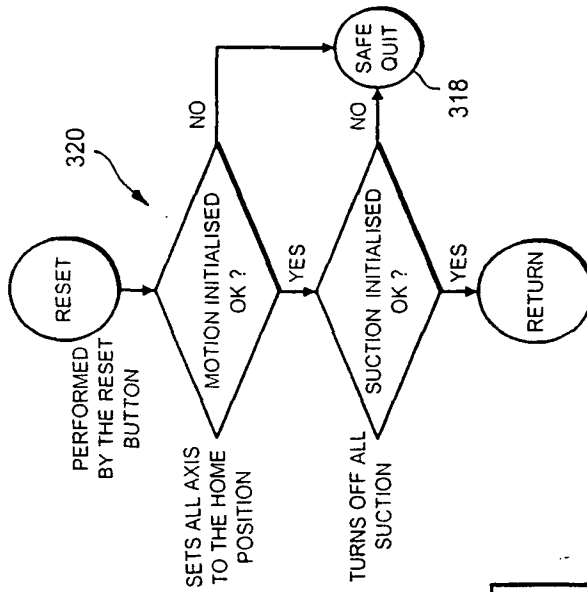 320
RESET
PERFORMED
BY THE RESET
BUTTON
MOTION INITIALISED
OK ?
NO
SETS ALL AXIS
TO THE HOME
POSITION
YES
SUCTION INITIALISED
OK ?
NO
SAFE
QUIT
318
TURNS OFF ALL
SUCTION
YES
RETURN